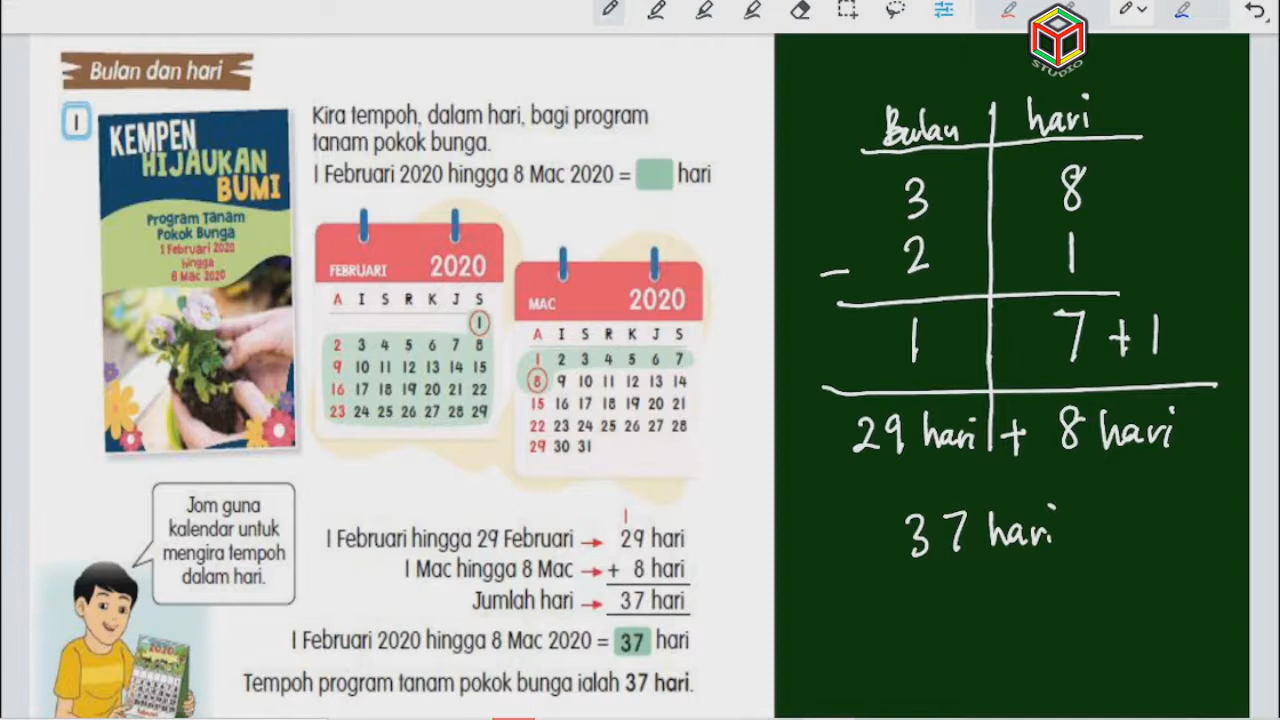 Bulan dan hari
1
KEMPEN
HIJAUKAN
BUMI
Program Tanam
Pokok Bunga
1 Februari 2020
hingga
8 Mac 2020
Kira tempoh, dalam hari, bagi program
tanam pokok bunga.
1 Februari 2020 hingga 8 Mac 2020 = hari
FEBRUARI 2020
A I S R K J S
1
2 3 4 5 6 7 8
9 10 11 12 13 14 15
16 17 18 19 20 21 22
23 24 25 26 27 28 29
MAC 2020
A I S R K J S
1 2 3 4 5 6 7
8 9 10 11 12 13 14
15 16 17 18 19 20 21
22 23 24 25 26 27 28
29 30 31
Jom guna
kalendar untuk
mengira tempoh
dalam hari.
2020
1
1 Februari hingga 29 Februari → 29 hari
1 Mac hingga 8 Mac → + 8 hari
Jumlah hari → 37 hari
1 Februari 2020 hingga 8 Mac 2020 = 37 hari
Tempoh program tanam pokok bunga ialah 37 hari.
STUDIO
Bulan hari
3 8
- 2 1
1 7 + 1
29 hari + 8 hari
37 hari